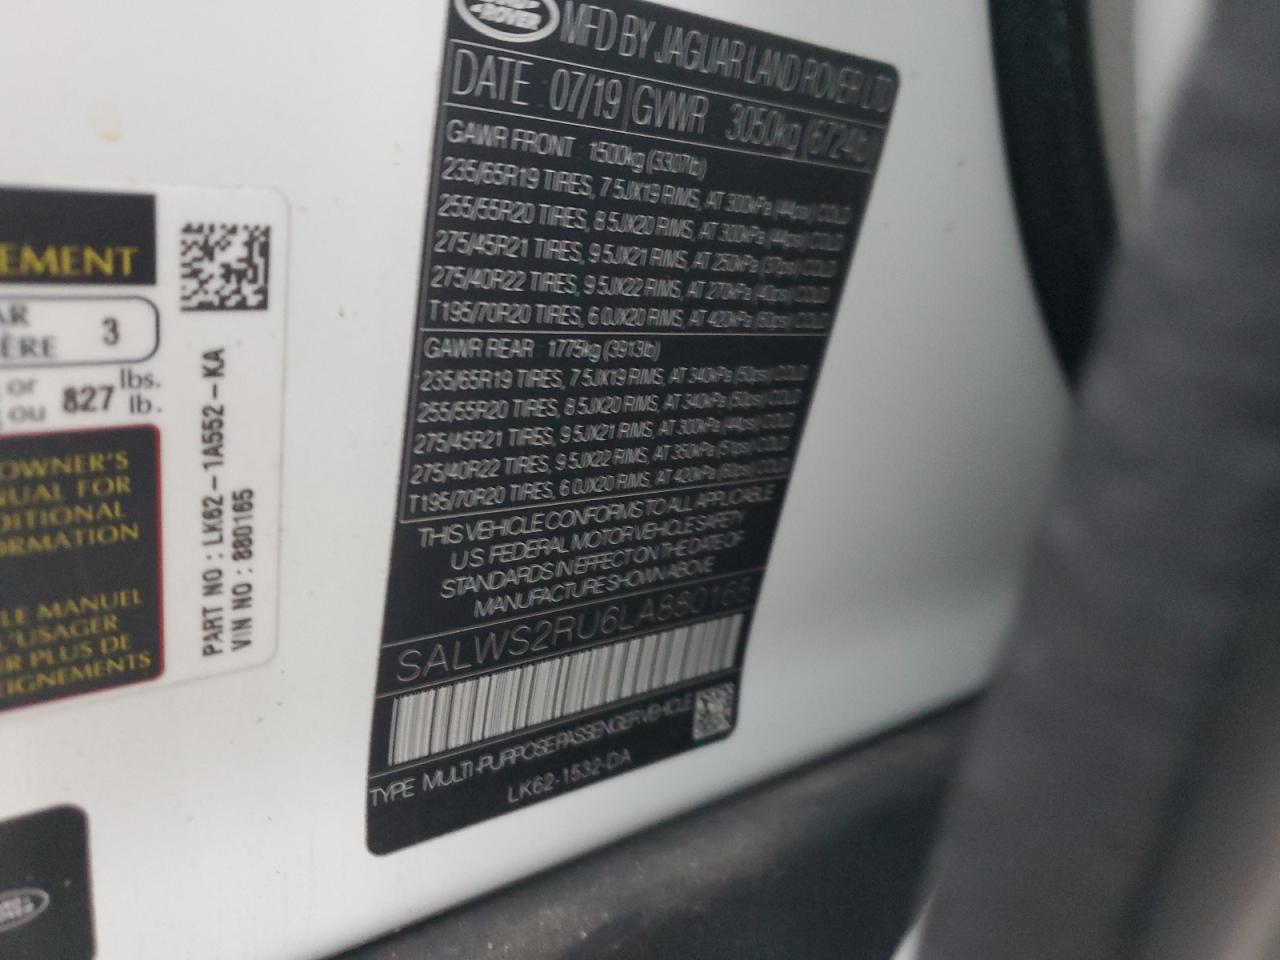 ROVER
MFD BY JAGUAR LAND ROVER LTD
DATE 07/19 GVWR 3050kg (6724lb
GAWR FRONT 1500kg (3307lb)
235/65R19 TIRES, 7.5JX19 RIMS, AT 300kPa (44psi) COLD
255/55R20 TIRES, 8.5JX20 RIMS, AT 300kPa (44psi) COLD
275/45R21 TIRES, 9.5JX21 RIMS, AT 250kPa (37psi) COLD
275/40R22 TIRES, 9.5JX22 RIMS, AT 270kPa (40psi) COLD
T195/70R20 TIRES, 6.0JX20 RIMS, AT 420kPa (60psi) COLD
GAWR REAR 1775kg (3913lb)
235/65R19 TIRES, 7.5JX19 RIMS, AT 340kPa (50psi) COLD
255/55R20 TIRES, 8.5JX20 RIMS, AT 340kPa (50psi) COLD
275/45R21 TIRES, 9.5JX21 RIMS, AT 300kPa (44psi) COLD
275/40R22 TIRES, 9.5JX22 RIMS, AT 350kPa (51psi) COLD
T195/70R20 TIRES, 6.0JX20 RIMS, AT 420kPa (60psi) COLD
THIS VEHICLE CONFORMS TO ALL APPLICABLE
U.S. FEDERAL MOTOR VEHICLE SAFETY
STANDARDS IN EFFECT ON THE DATE OF
MANUFACTURE SHOWN ABOVE
SALWS2RU6LA880165
TYPE MULTI-PURPOSE PASSENGER VEHICLE
LK62-1532-DA
EMENT
AR
ÈRE 3
or
ou 827 lbs.
lb.
OWNER'S
NUAL FOR
DITIONAL
ORMATION
LE MANUEL
L'USAGER
UR PLUS DE
EIGNEMENTS
PART NO : LK62-1A552-KA
VIN NO : 880165